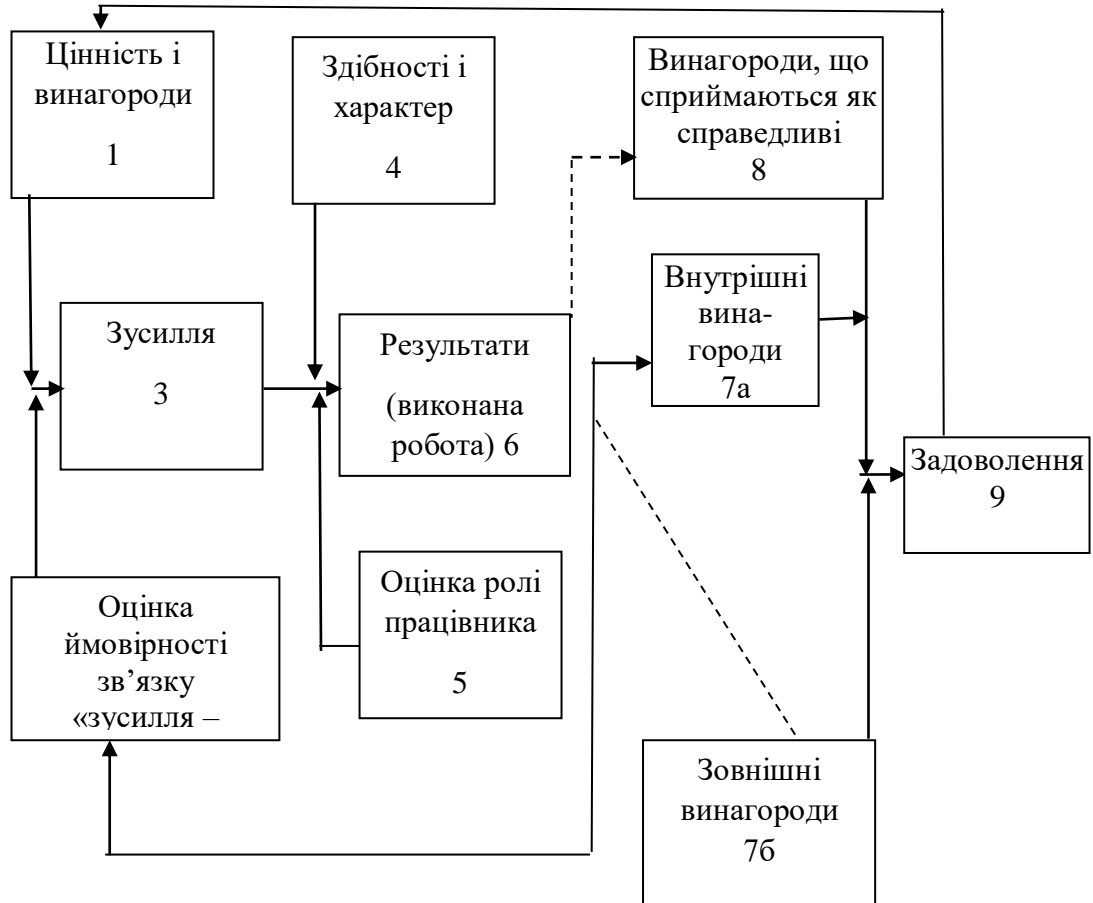 Цінність і
винагороди
1
Здібності і
характер
4
Винагороди, що
сприймаються як
справедливі
8
Зусилля
3
Результати
(виконана
робота) 6
Внутрішні
вина-
городи
7а
Задоволення
9
Оцінка
ймовірності
зв’язку
«зусилля –
Оцінка ролі
працівника
5
Зовнішні
винагороди
7б